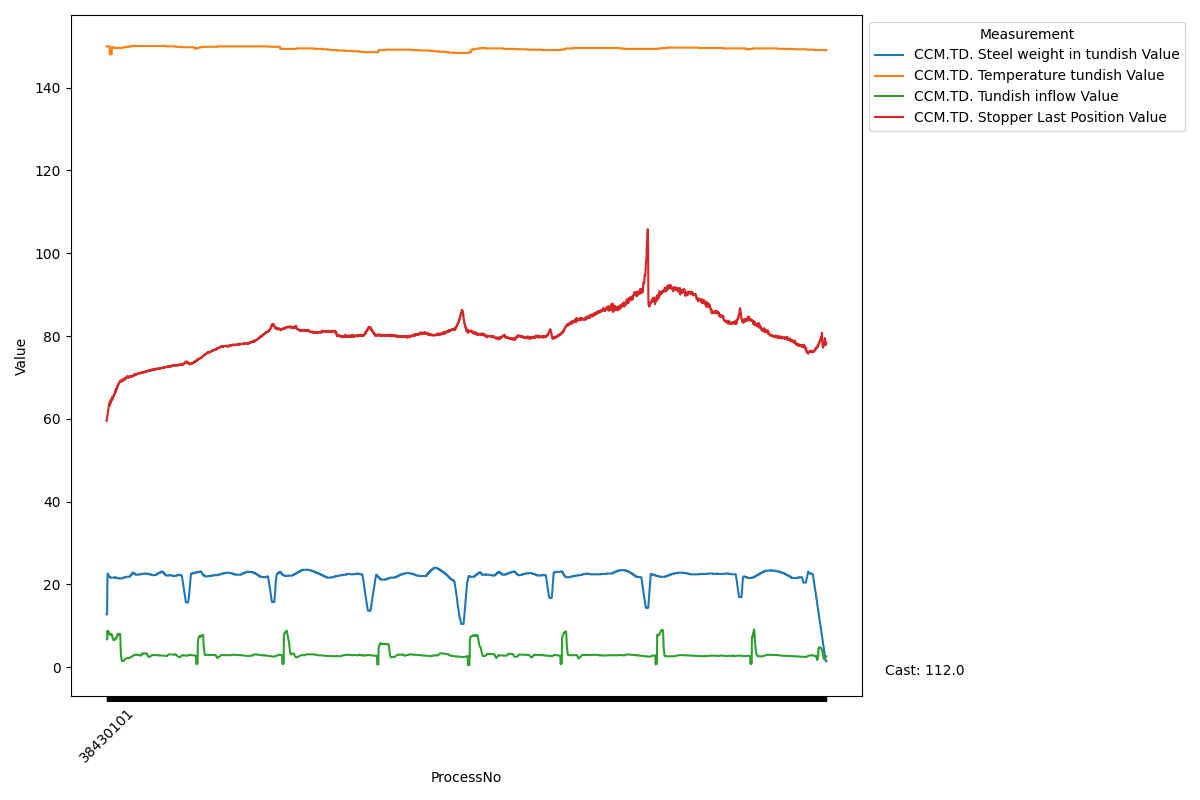 Measurement
CCM.TD. Steel weight in tundish Value
CCM.TD. Temperature tundish Value
CCM.TD. Tundish inflow Value
CCM.TD. Stopper Last Position Value
Value
140
120
100
80
60
40
20
0
Cast: 112.0
38430101
ProcessNo